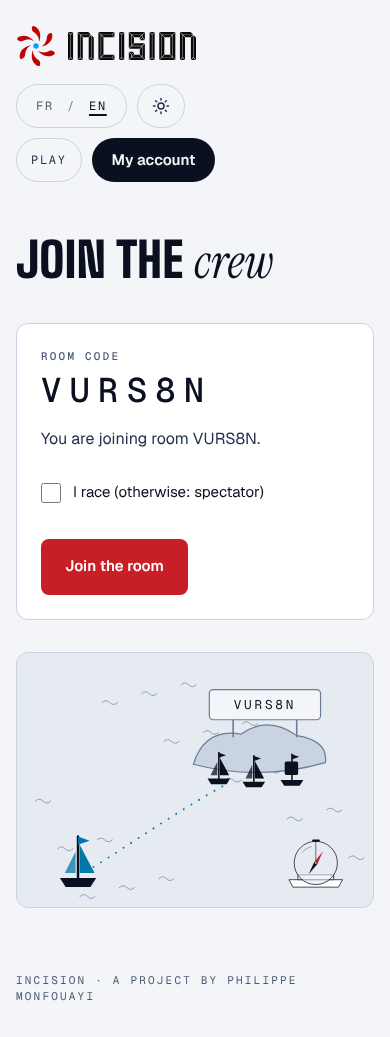 INCISION
FR / EN
PLAY
My account
JOIN THE crew
ROOM CODE
VURS8N
You are joining room VURS8N.
I race (otherwise: spectator)
Join the room
VURS8N
INCISION · A PROJECT BY PHILIPPE
MONFOUAYI